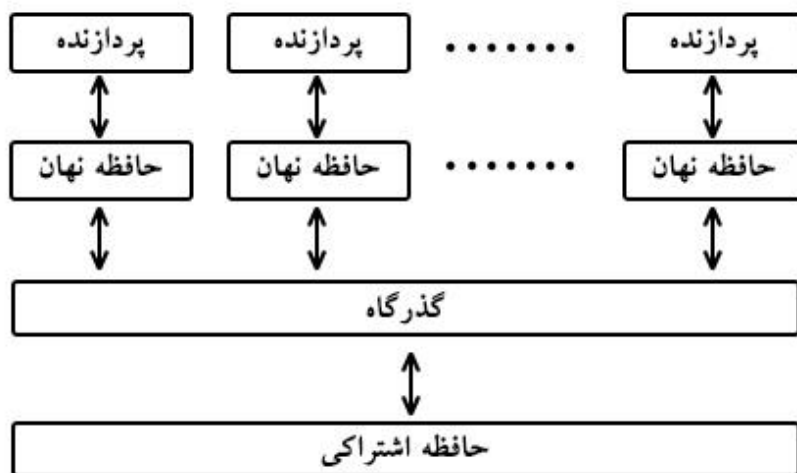 پردازنده پردازنده ....... پردازنده
حافظه نهان حافظه نهان ....... حافظه نهان
گذرگاه
حافظه اشتراکی